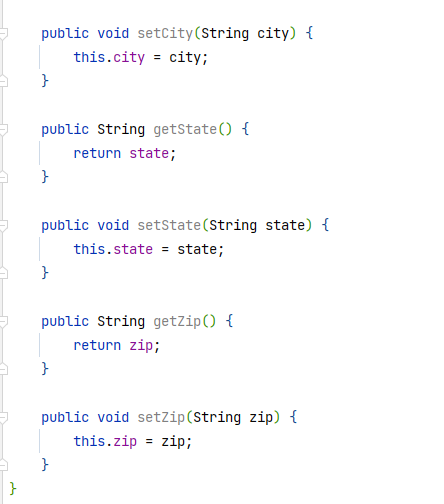 public void setCity(String city) {
this.city = city;
}
public String getState() {
return state;
}
public void setState(String state) {
this.state = state;
}
public String getZip() {
return zip;
}
public void setZip(String zip) {
this.zip = zip;
}
}